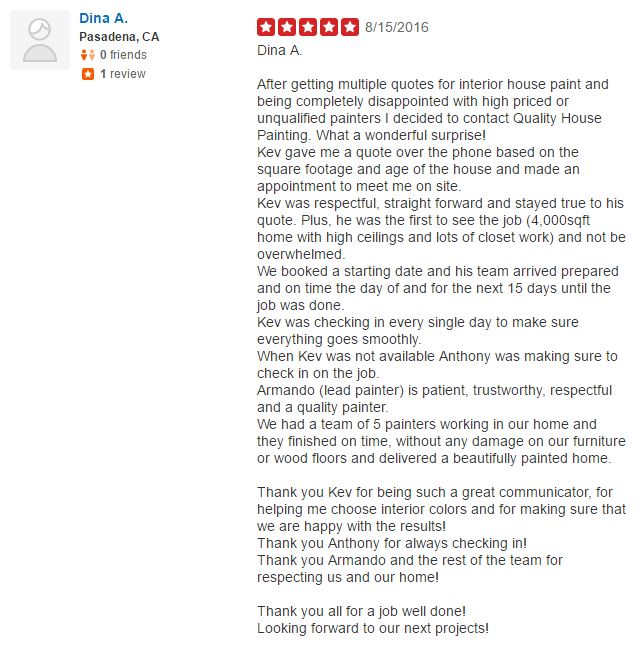 Dina A.
Pasadena, CA
0 friends
1 review
8/15/2016
Dina A.
After getting multiple quotes for interior house paint and
being completely disappointed with high priced or
unqualified painters I decided to contact Quality House
Painting. What a wonderful surprise!
Kev gave me a quote over the phone based on the
square footage and age of the house and made an
appointment to meet me on site.
Kev was respectful, straight forward and stayed true to his
quote. Plus, he was the first to see the job (4,000sqft
home with high ceilings and lots of closet work) and not be
overwhelmed.
We booked a starting date and his team arrived prepared
and on time the day of and for the next 15 days until the
job was done.
Kev was checking in every single day to make sure
everything goes smoothly.
When Kev was not available Anthony was making sure to
check in on the job.
Armando (lead painter) is patient, trustworthy, respectful
and a quality painter.
We had a team of 5 painters working in our home and
they finished on time, without any damage on our furniture
or wood floors and delivered a beautifully painted home.
Thank you Kev for being such a great communicator, for
helping me choose interior colors and for making sure that
we are happy with the results!
Thank you Anthony for always checking in!
Thank you Armando and the rest of the team for
respecting us and our home!
Thank you all for a job well done!
Looking forward to our next projects!